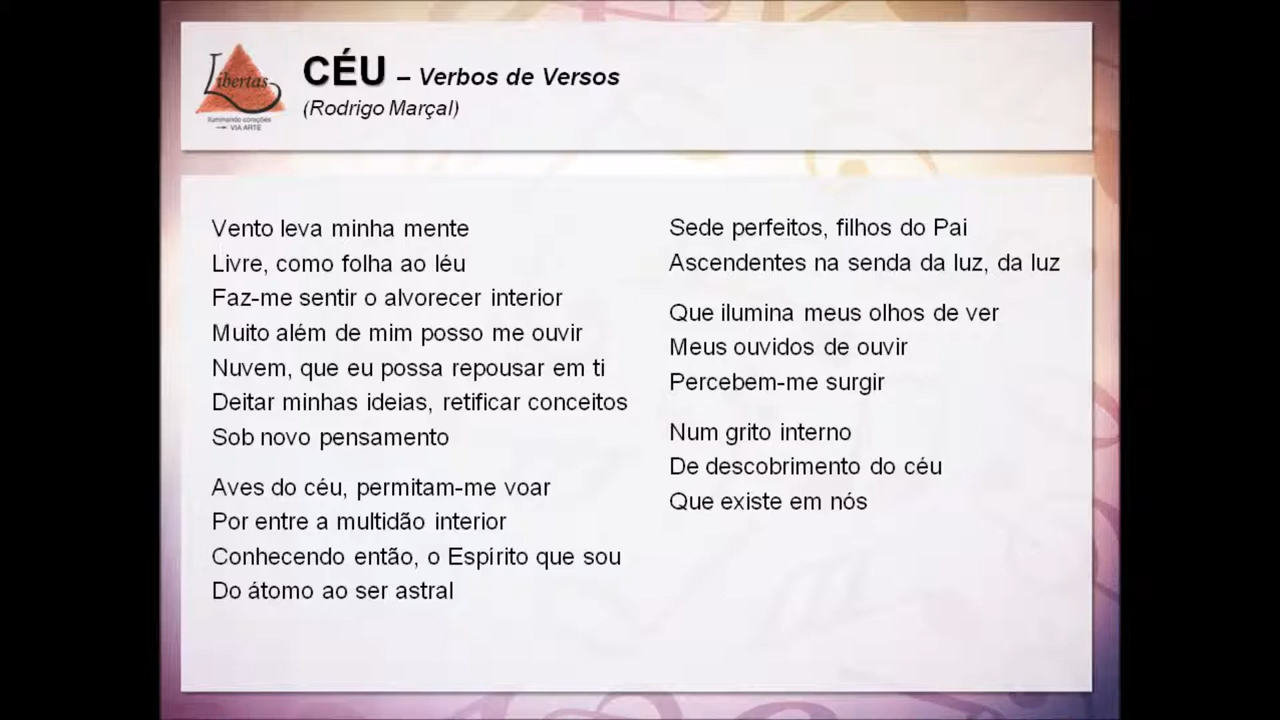 Libertas
Iluminando corações
VIA ARTE
CÉU – Verbos de Versos
(Rodrigo Marçal)
Vento leva minha mente
Livre, como folha ao léu
Faz-me sentir o alvorecer interior
Muito além de mim posso me ouvir
Nuvem, que eu possa repousar em ti
Deitar minhas ideias, retificar conceitos
Sob novo pensamento
Aves do céu, permitam-me voar
Por entre a multidão interior
Conhecendo então, o Espírito que sou
Do átomo ao ser astral
Sede perfeitos, filhos do Pai
Ascendentes na senda da luz, da luz
Que ilumina meus olhos de ver
Meus ouvidos de ouvir
Percebem-me surgir
Num grito interno
De descobrimento do céu
Que existe em nós